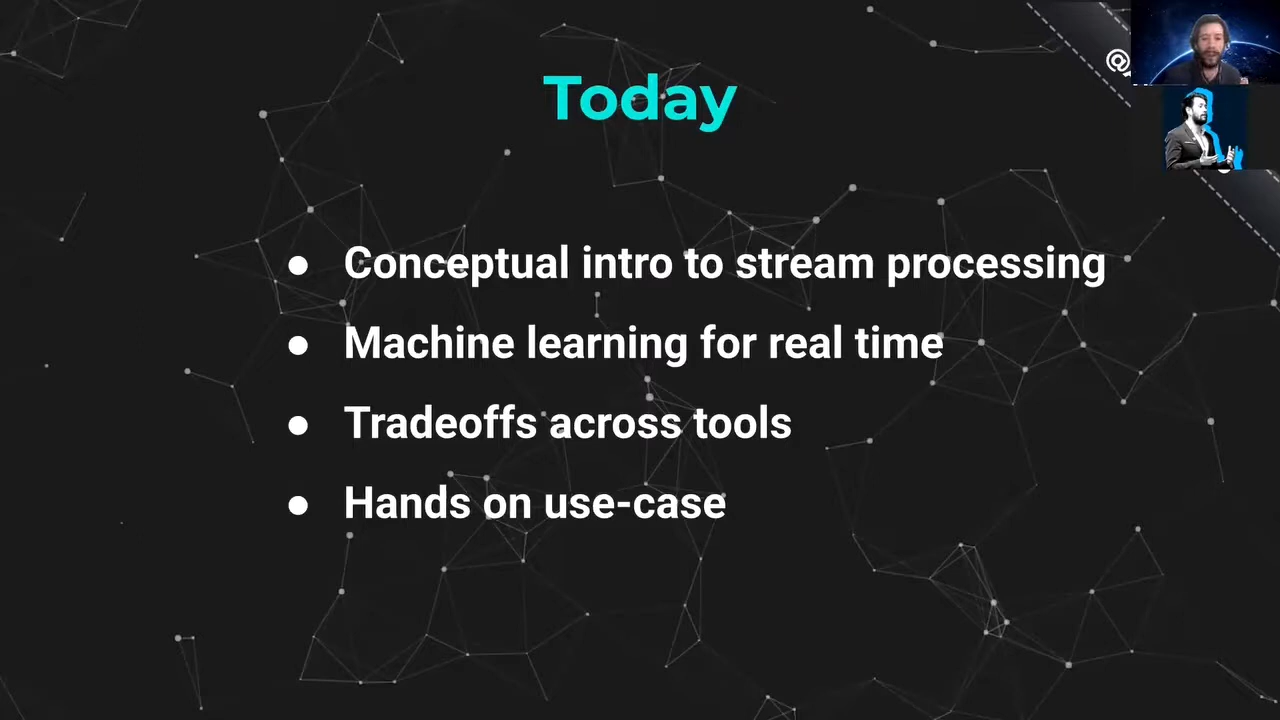 Today
● Conceptual intro to stream processing
● Machine learning for real time
● Tradeoffs across tools
● Hands on use-case
@